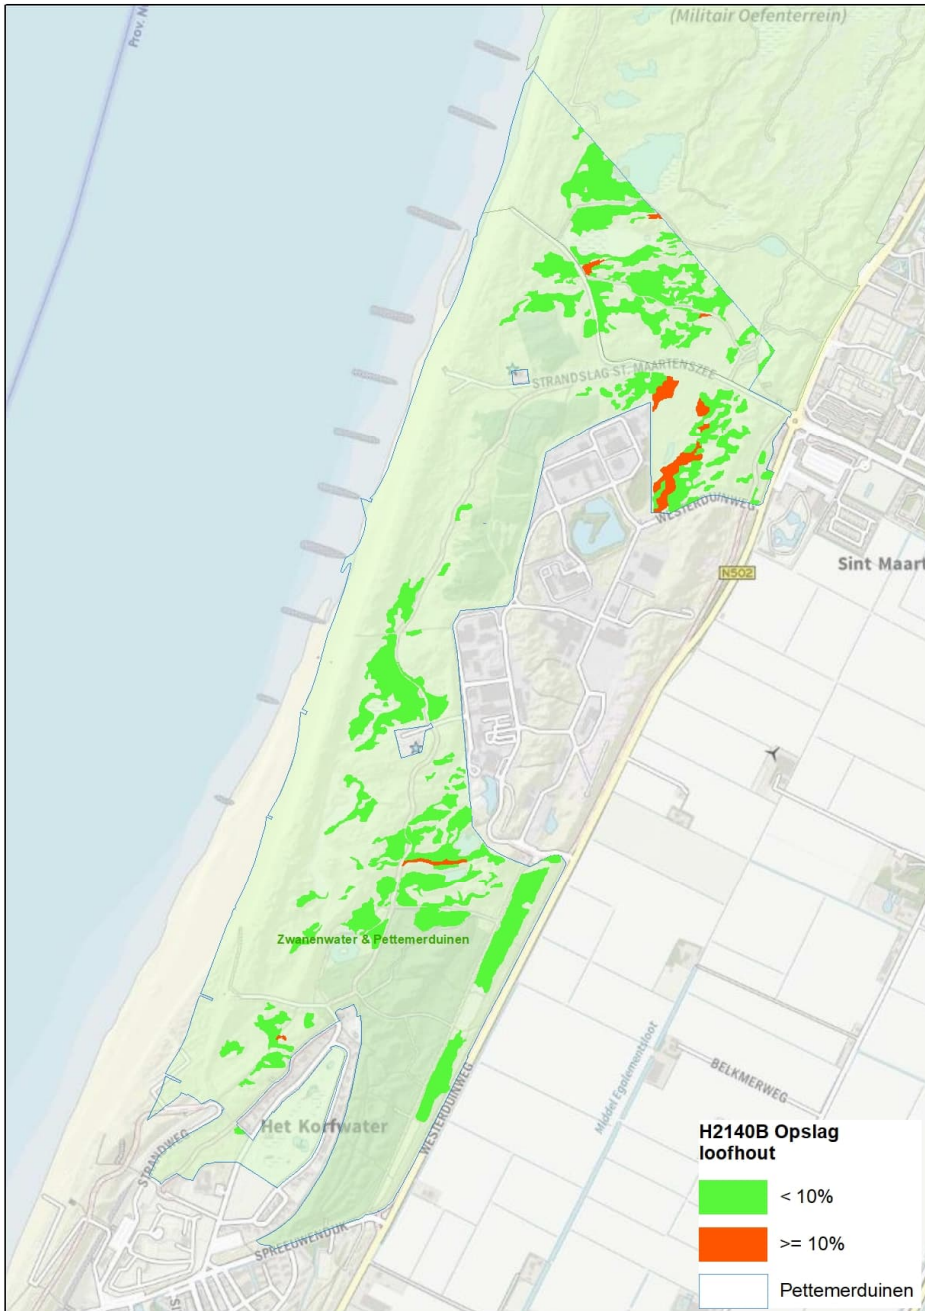 (Militair Oefenterrein)
Prov. N
STRANDSLAG ST. MAARTENSZEE
WESTERDUINWEG
N502
Sint Maart
Zwanenwater & Pettemerduinen
Middel Egalementsloot
BELKMERWEG
WESTERDUINWEG
Het Korfwater
STRANDWEG
SPREEUWENDIJK
H2140B Opslag
loofhout
< 10%
>= 10%
Pettemerduinen